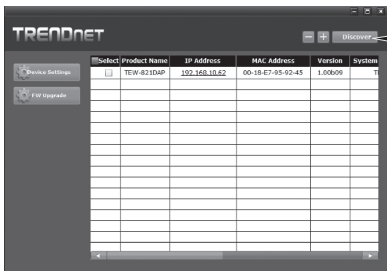 TRENDNET
− + Discover
Device Settings
FW Upgrade
Select Product Name IP Address MAC Address Version System
TEW-821DAP 192.168.10.62 00-18-E7-95-92-45 1.00b09